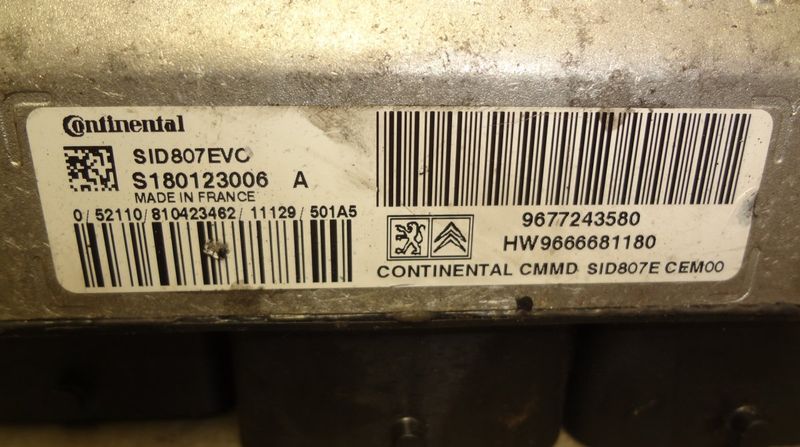 Continental
SID807EVO
S180123006 A
MADE IN FRANCE
0/52110/810423462/11129/501A5
9677243580
HW9666681180
CONTINENTAL CMMD SID807E CEM00